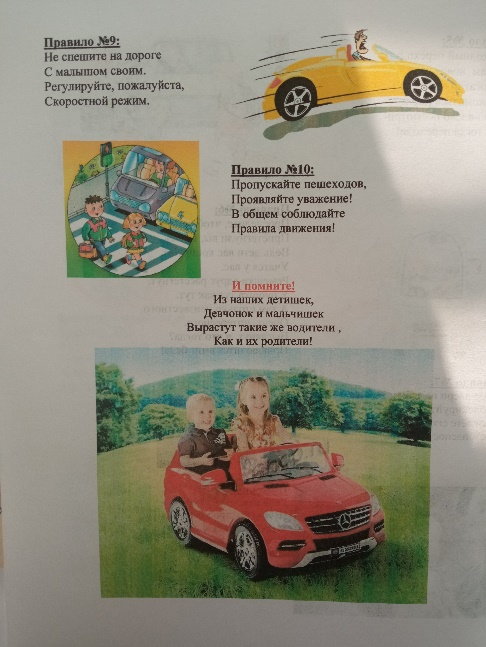 Правило №9:
Не спешите на дороге
С малышом своим.
Регулируйте, пожалуйста,
Скоростной режим.
Правило №10:
Пропускайте пешеходов,
Проявляйте уважение!
В общем соблюдайте
Правила движения!
И помните!
Из наших детишек,
Девчонок и мальчишек
Вырастут такие же водители ,
Как и их родители!